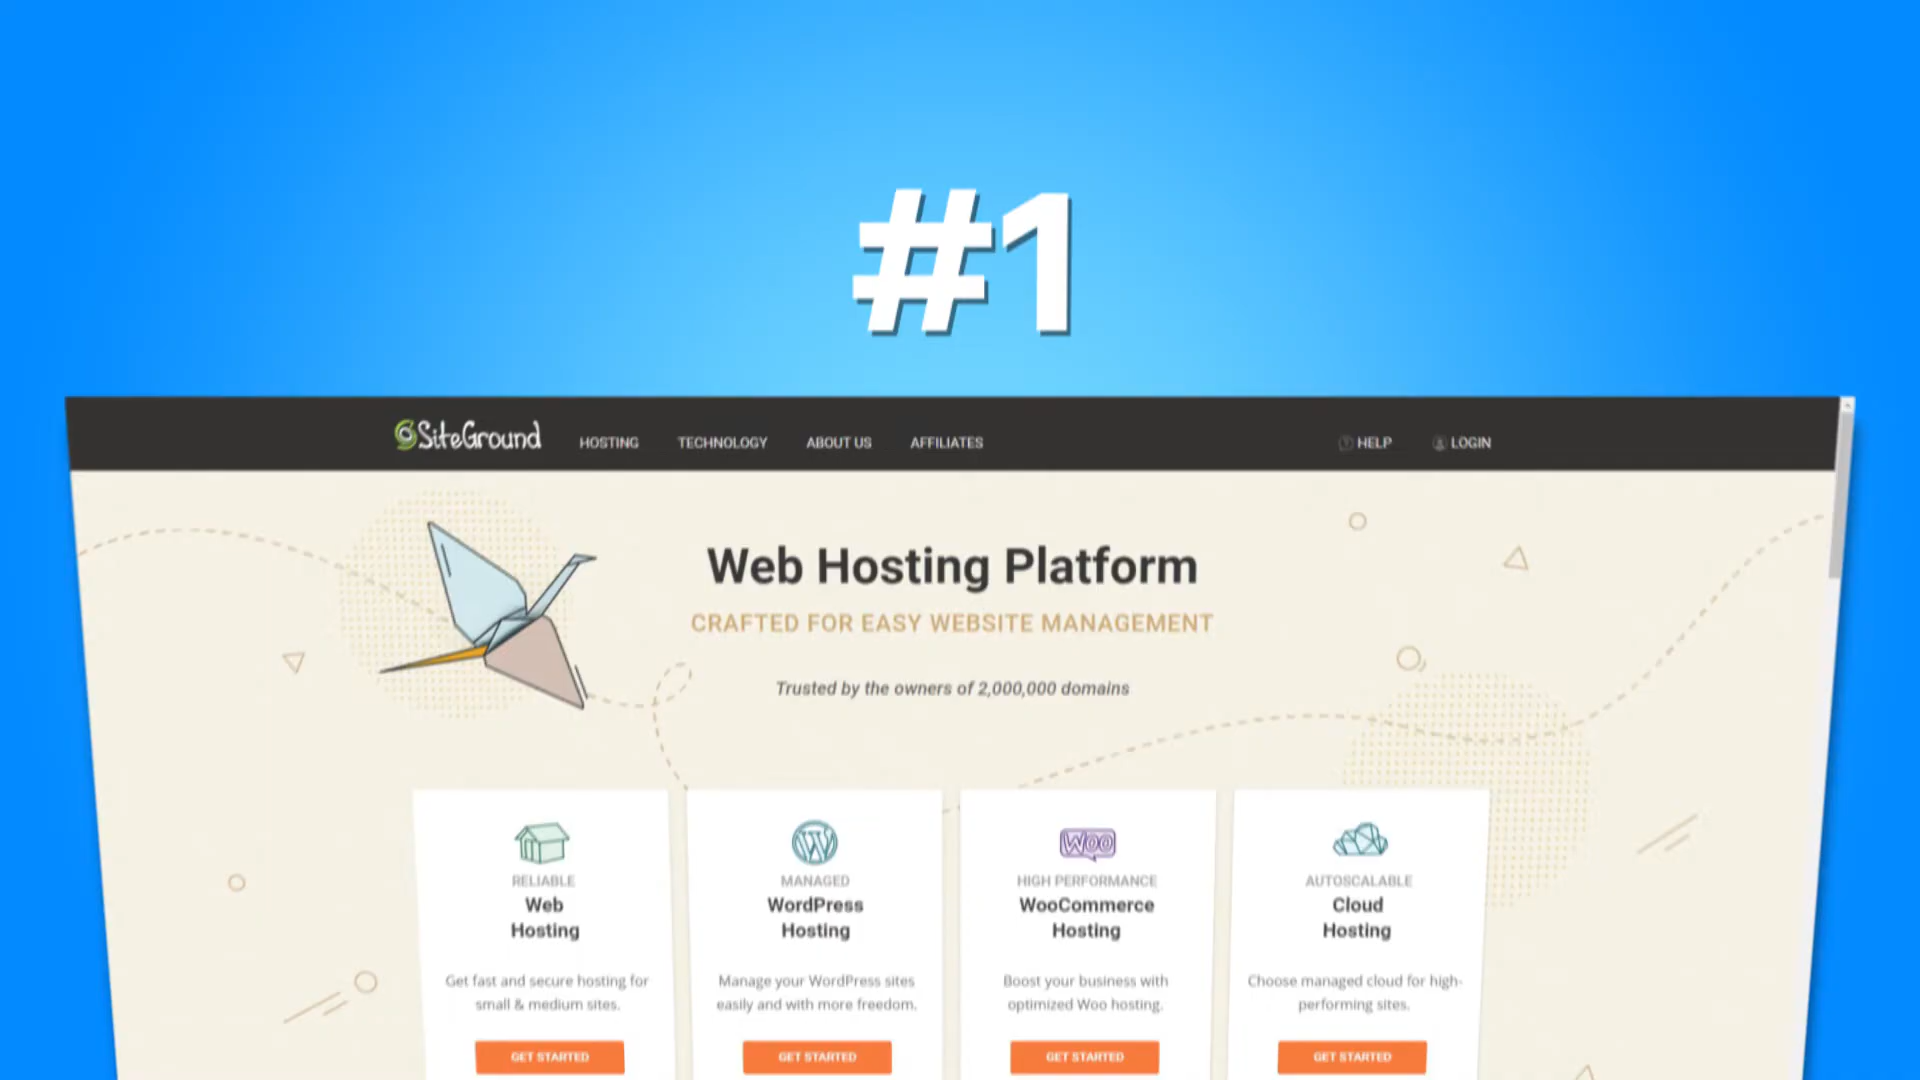 #1
SiteGround HOSTING TECHNOLOGY ABOUT US AFFILIATES HELP LOGIN
Web Hosting Platform
CRAFTED FOR EASY WEBSITE MANAGEMENT
Trusted by the owners of 2,000,000 domains
RELIABLE
Web
Hosting
Get fast and secure hosting for
small & medium sites.
GET STARTED
MANAGED
WordPress
Hosting
Manage your WordPress sites
easily and with more freedom.
GET STARTED
Woo
HIGH PERFORMANCE
WooCommerce
Hosting
Boost your business with
optimized Woo hosting.
GET STARTED
AUTOSCALABLE
Cloud
Hosting
Choose managed cloud for high-
performing sites.
GET STARTED